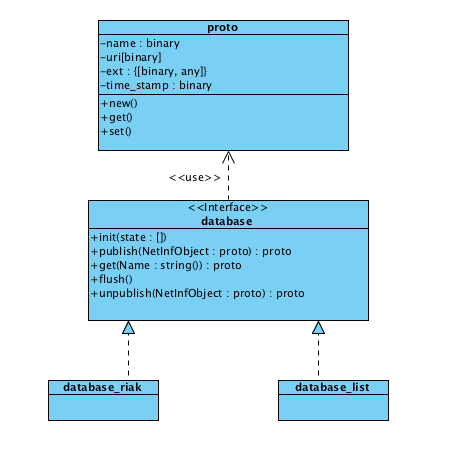 proto
-name : binary
-uri[binary]
-ext : {[binary, any]}
-time_stamp : binary
+new()
+get()
+set()
<<use>>
<<Interface>>
database
+init(state : [])
+publish(NetInfObject : proto) : proto
+get(Name : string()) : proto
+flush()
+unpublish(NetInfObject : proto) : proto
database_riak
database_list